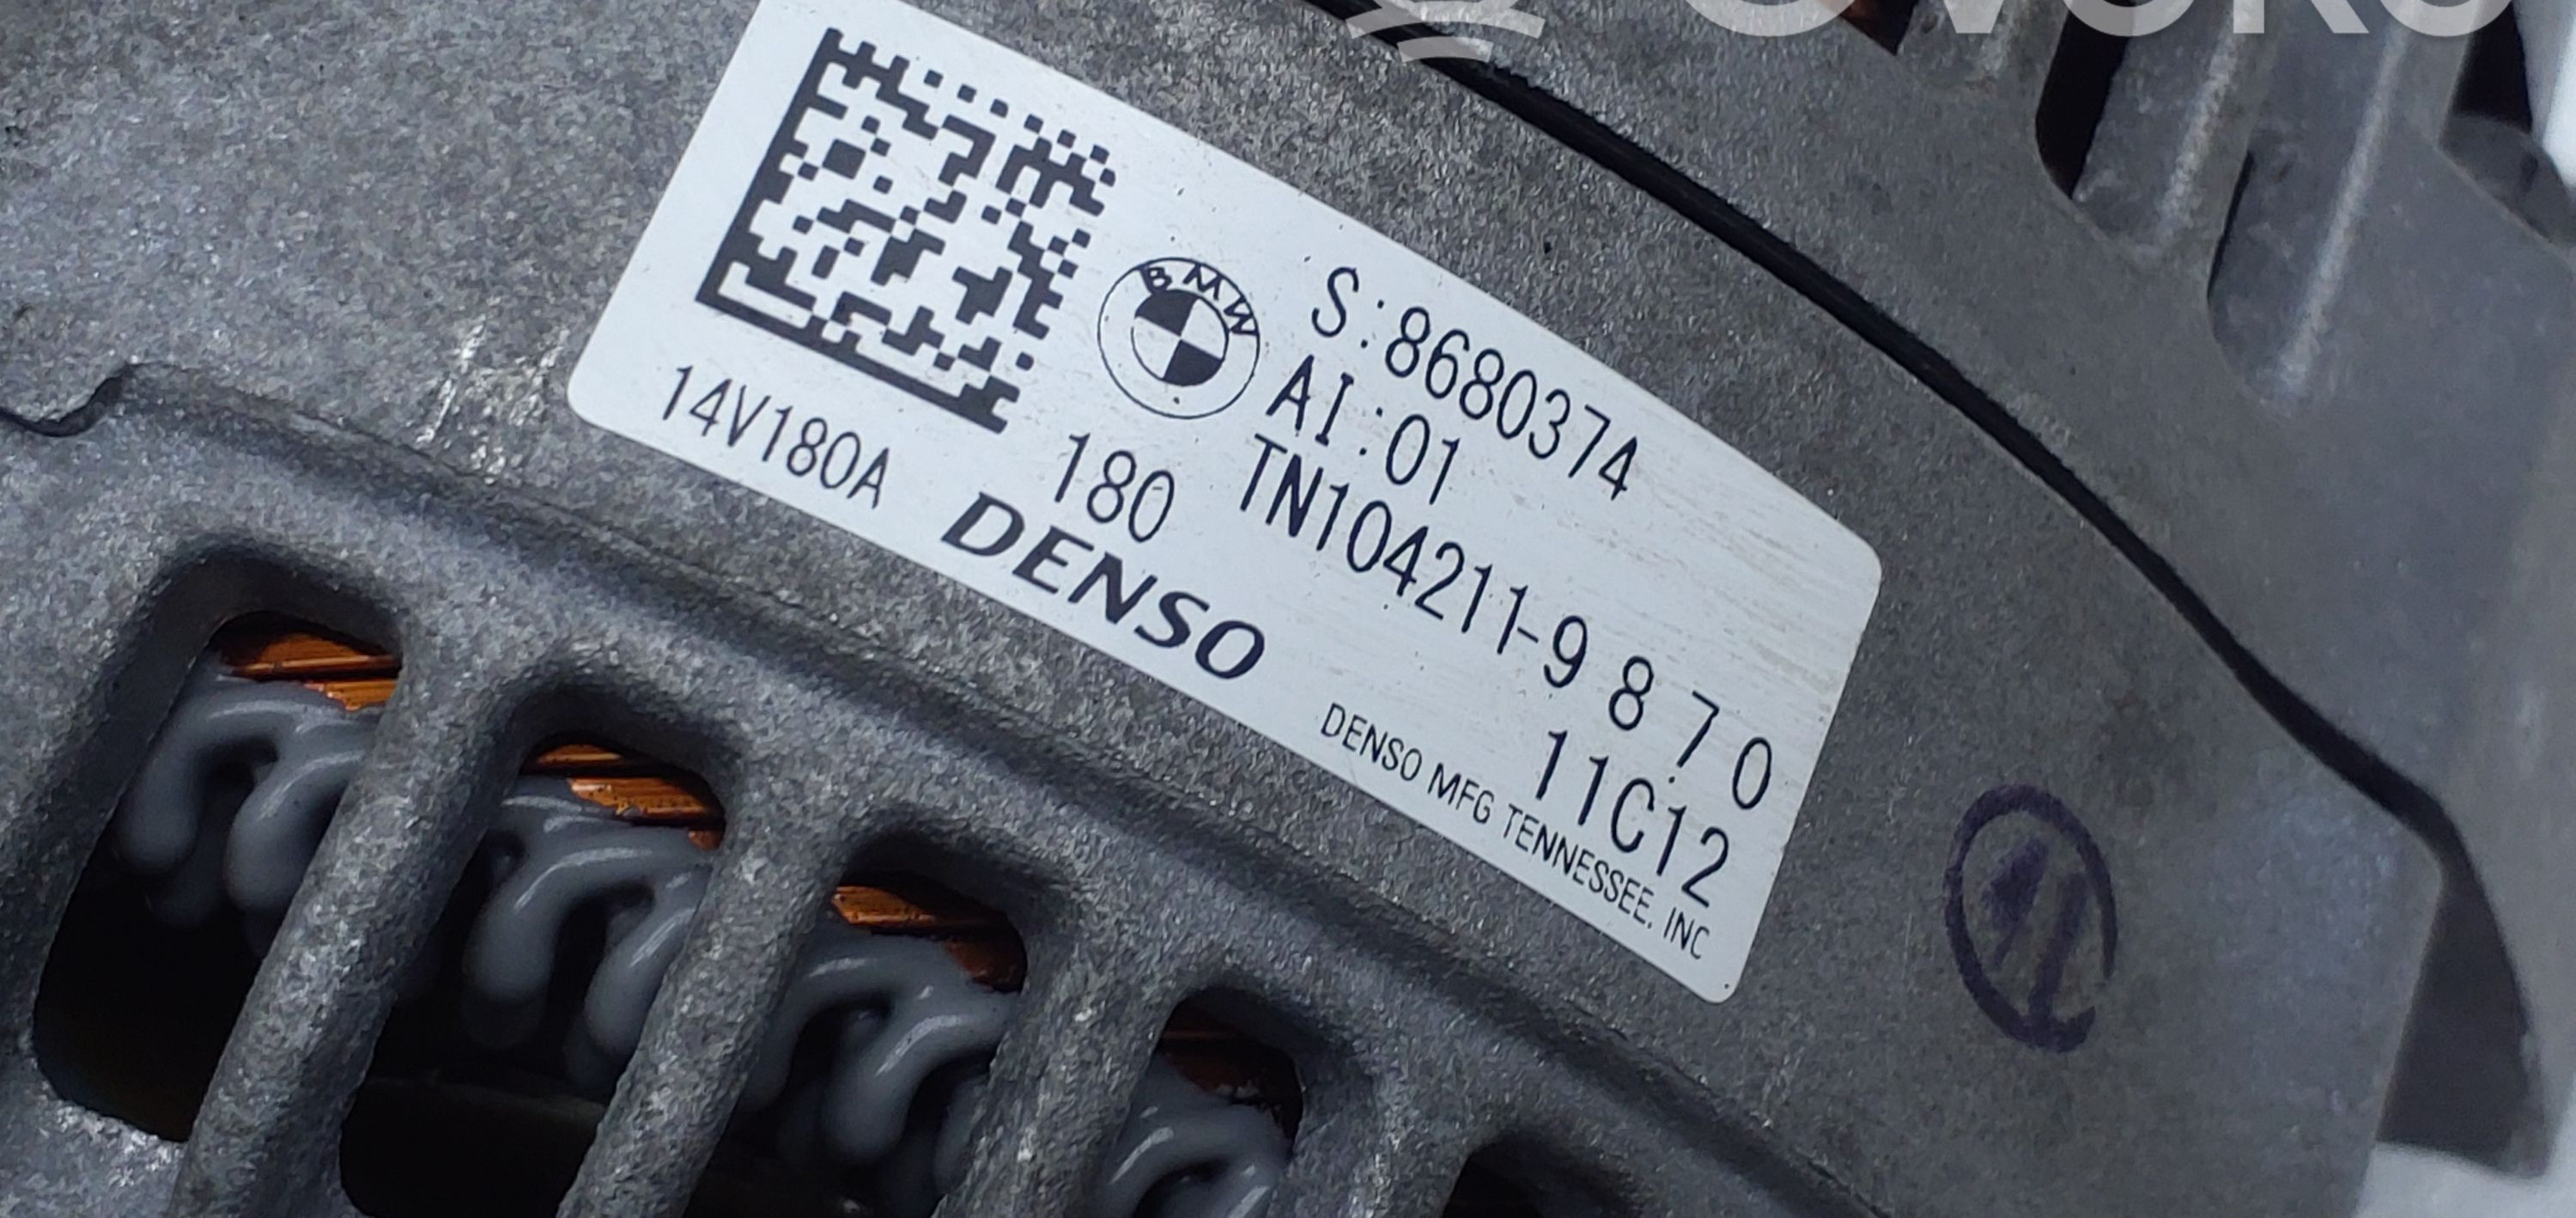 BMW
S:8680374
AI:01
TN104211-9870
14V180A
180
11C12
DENSO
DENSO MFG TENNESSEE, INC